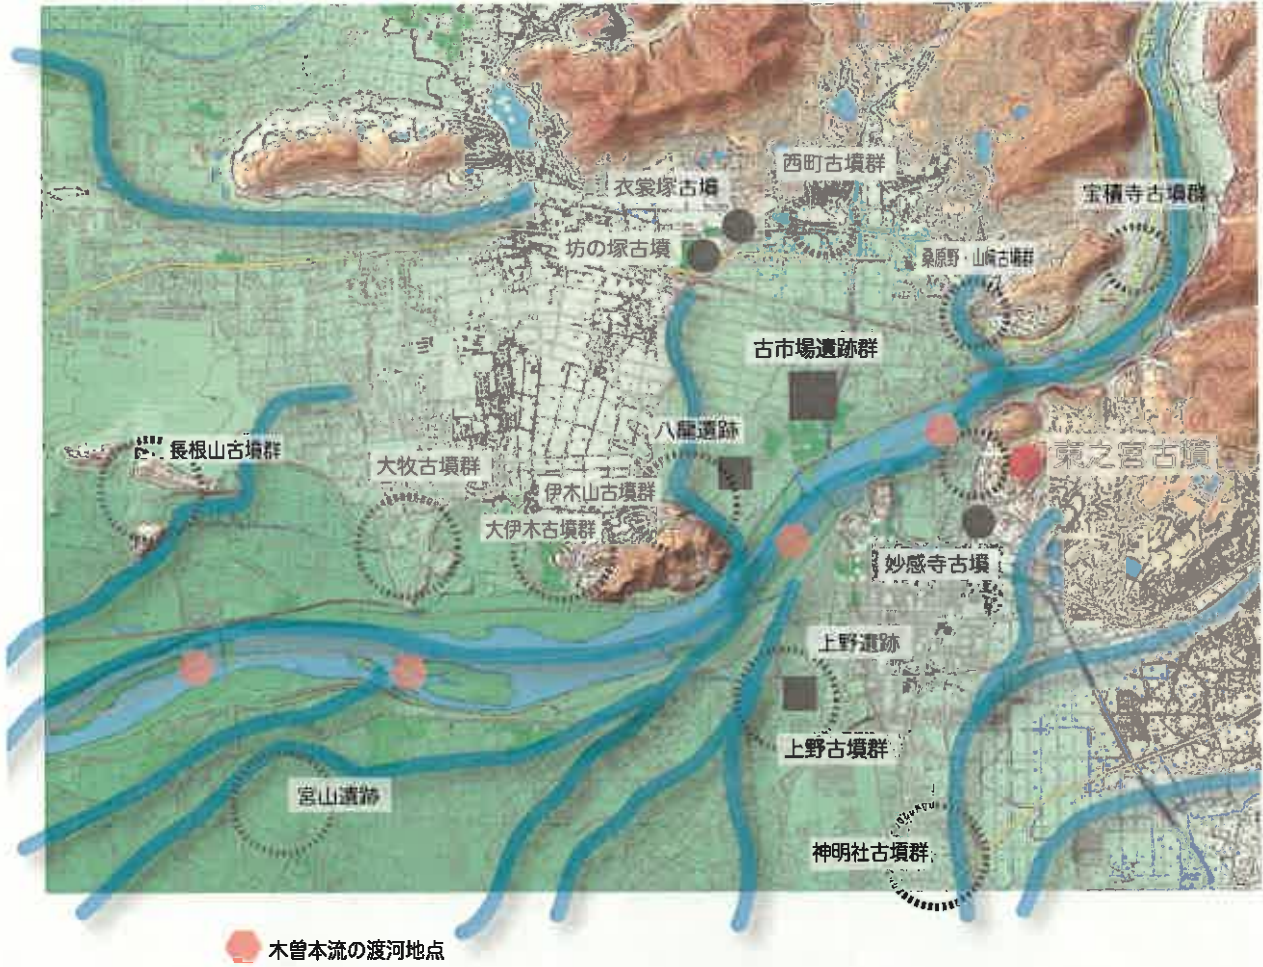 西町古墳群
衣裳塚古墳
宝積寺古墳群
坊の塚古墳
桑原野・山崎古墳群
古市場遺跡群
八龍遺跡
長根山古墳群
大牧古墳群
東之宮古墳
伊木山古墳群
大伊木古墳群
妙感寺古墳
上野遺跡
上野古墳群
宮山遺跡
神明社古墳群
木曽本流の渡河地点